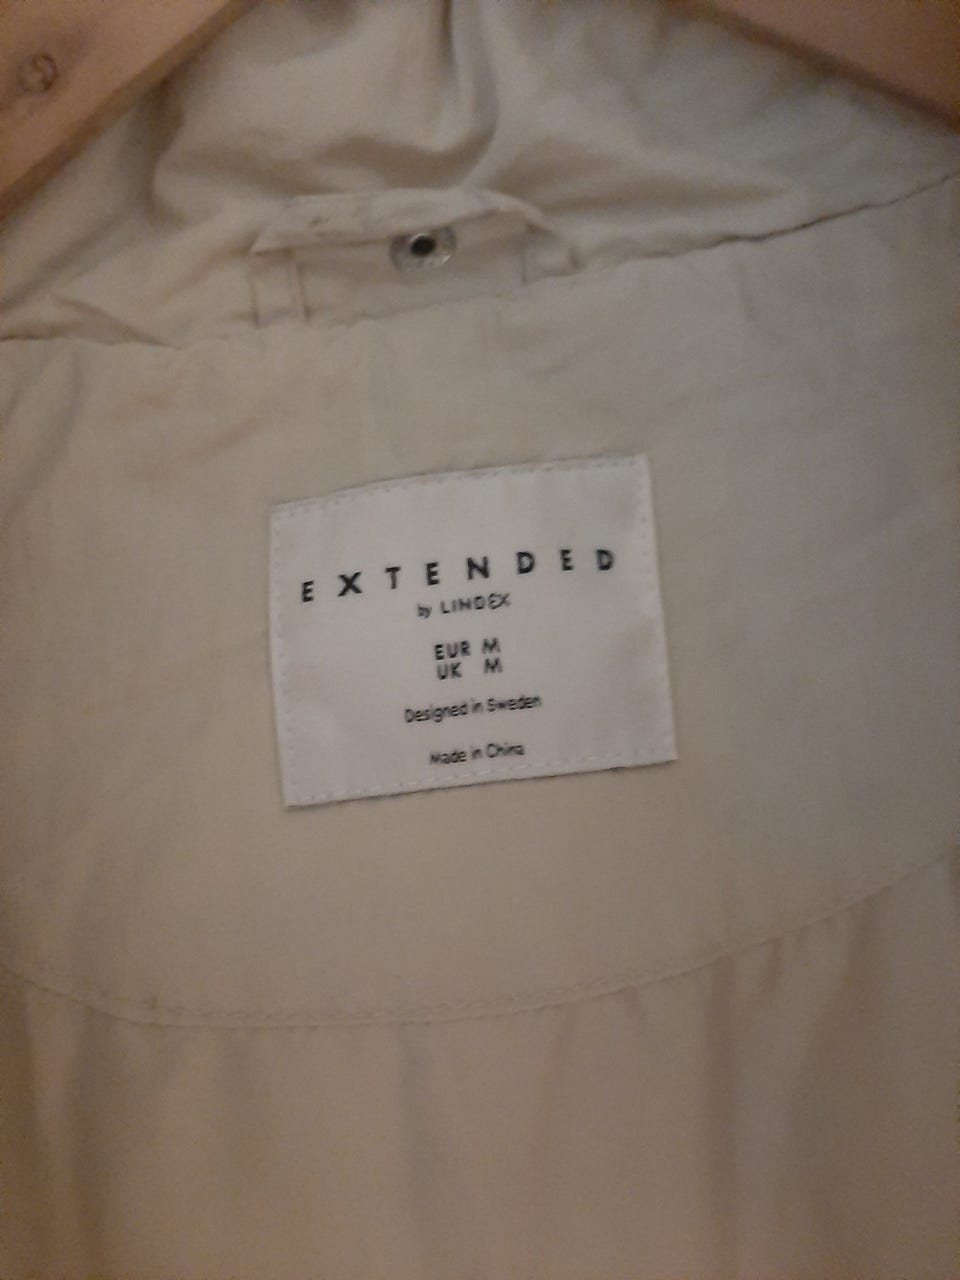 EXTENDED
by LINDEX
EUR M
UK M
Designed in Sweden
Made in China